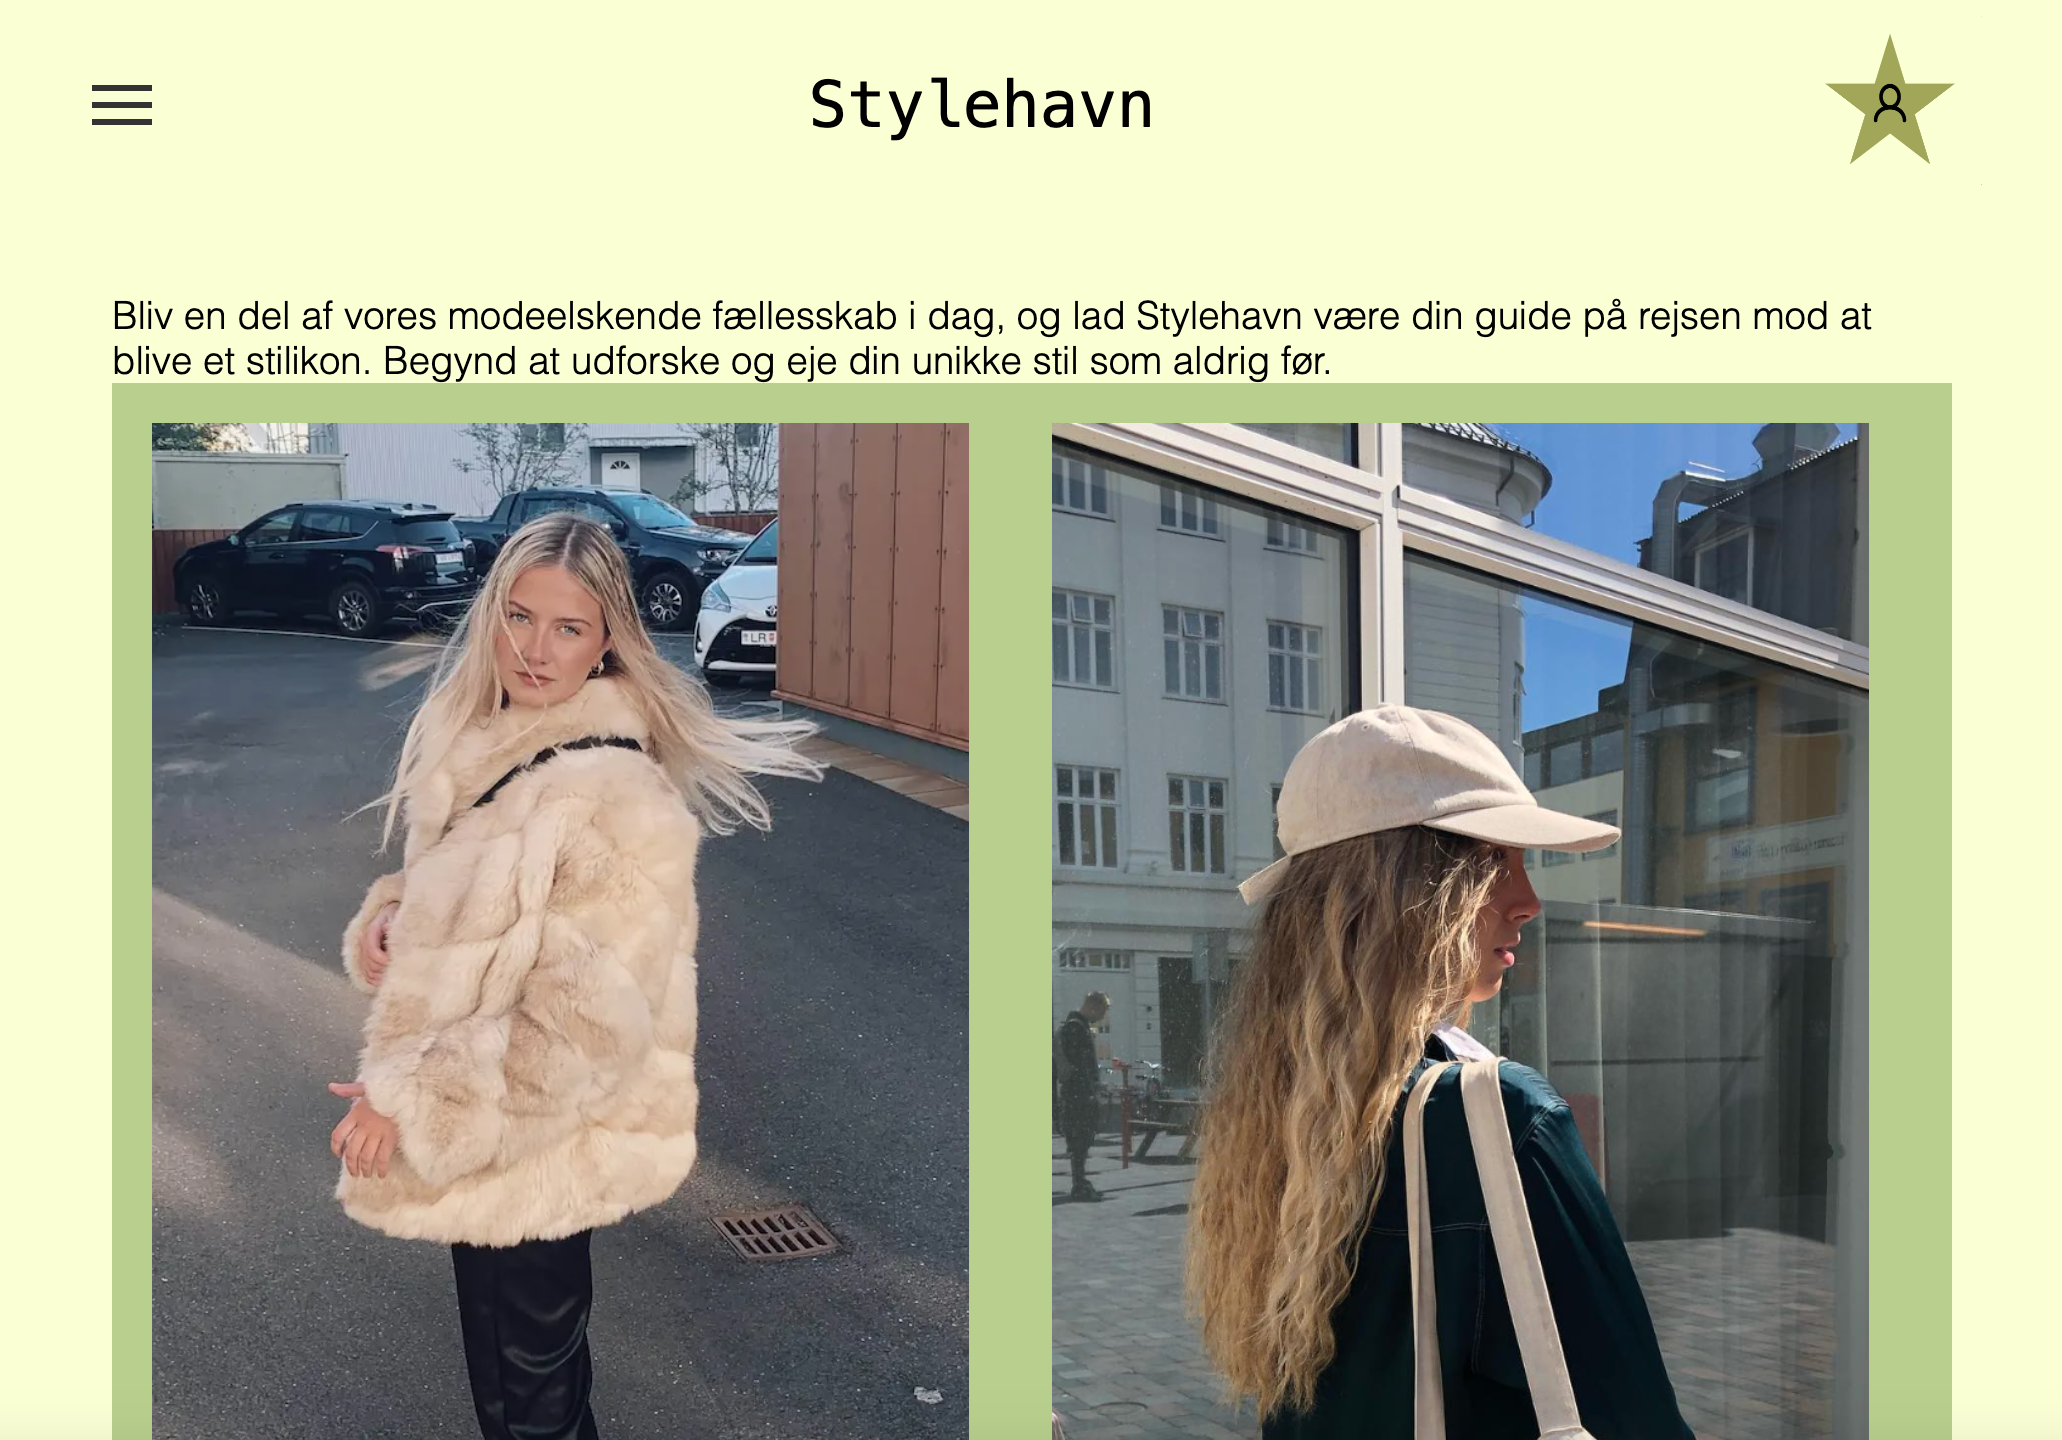 Stylehavn
Bliv en del af vores modeelskende fællesskab i dag, og lad Stylehavn være din guide på rejsen mod at
blive et stilikon. Begynd at udforske og eje din unikke stil som aldrig før.
LR